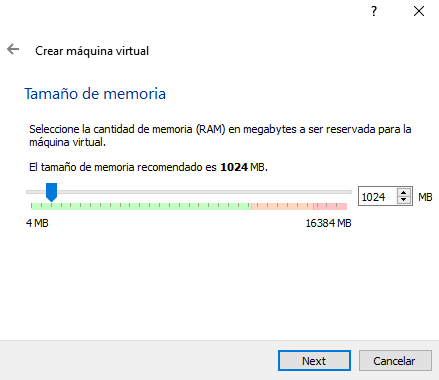 ?
Crear máquina virtual
Tamaño de memoria
Seleccione la cantidad de memoria (RAM) en megabytes a ser reservada para la
máquina virtual.
El tamaño de memoria recomendado es 1024 MB.
1024 MB
4 MB 16384 MB
Next Cancelar